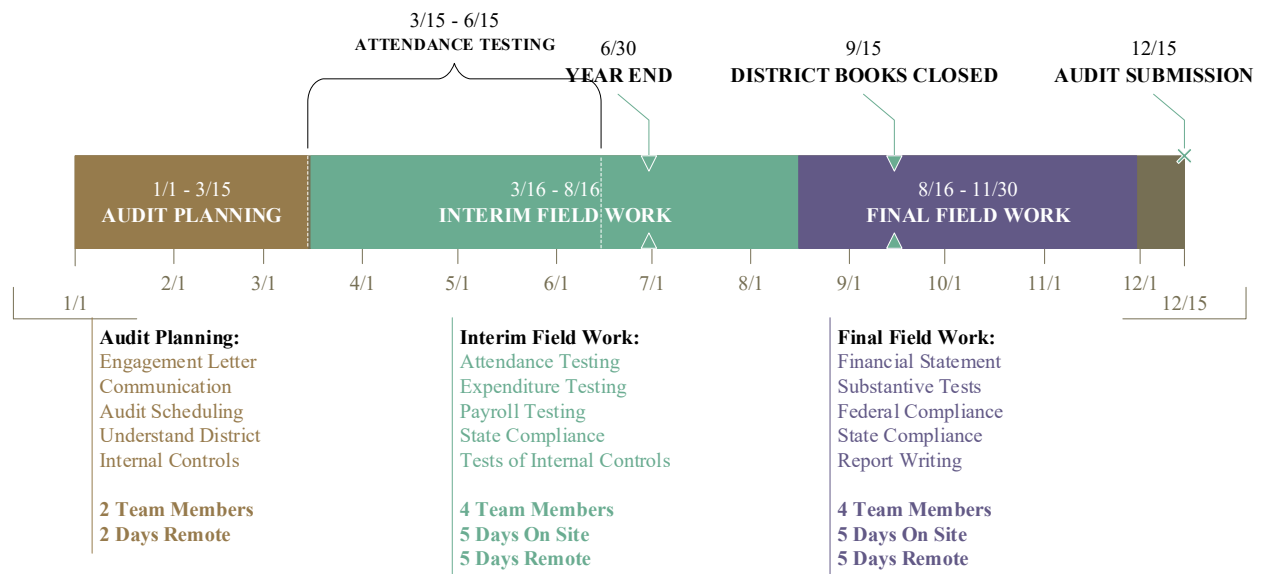 3/15 - 6/15
ATTENDANCE TESTING
6/30
YEAR END
9/15
DISTRICT BOOKS CLOSED
12/15
AUDIT SUBMISSION
1/1 - 3/15
AUDIT PLANNING
3/16 - 8/16
INTERIM FIELD WORK
8/16 - 11/30
FINAL FIELD WORK
1/1
2/1
3/1
4/1
5/1
6/1
7/1
8/1
9/1
10/1
11/1
12/1
12/15
Audit Planning:
Engagement Letter
Communication
Audit Scheduling
Understand District
Internal Controls
2 Team Members
2 Days Remote
Interim Field Work:
Attendance Testing
Expenditure Testing
Payroll Testing
State Compliance
Tests of Internal Controls
4 Team Members
5 Days On Site
5 Days Remote
Final Field Work:
Financial Statement
Substantive Tests
Federal Compliance
State Compliance
Report Writing
4 Team Members
5 Days On Site
5 Days Remote